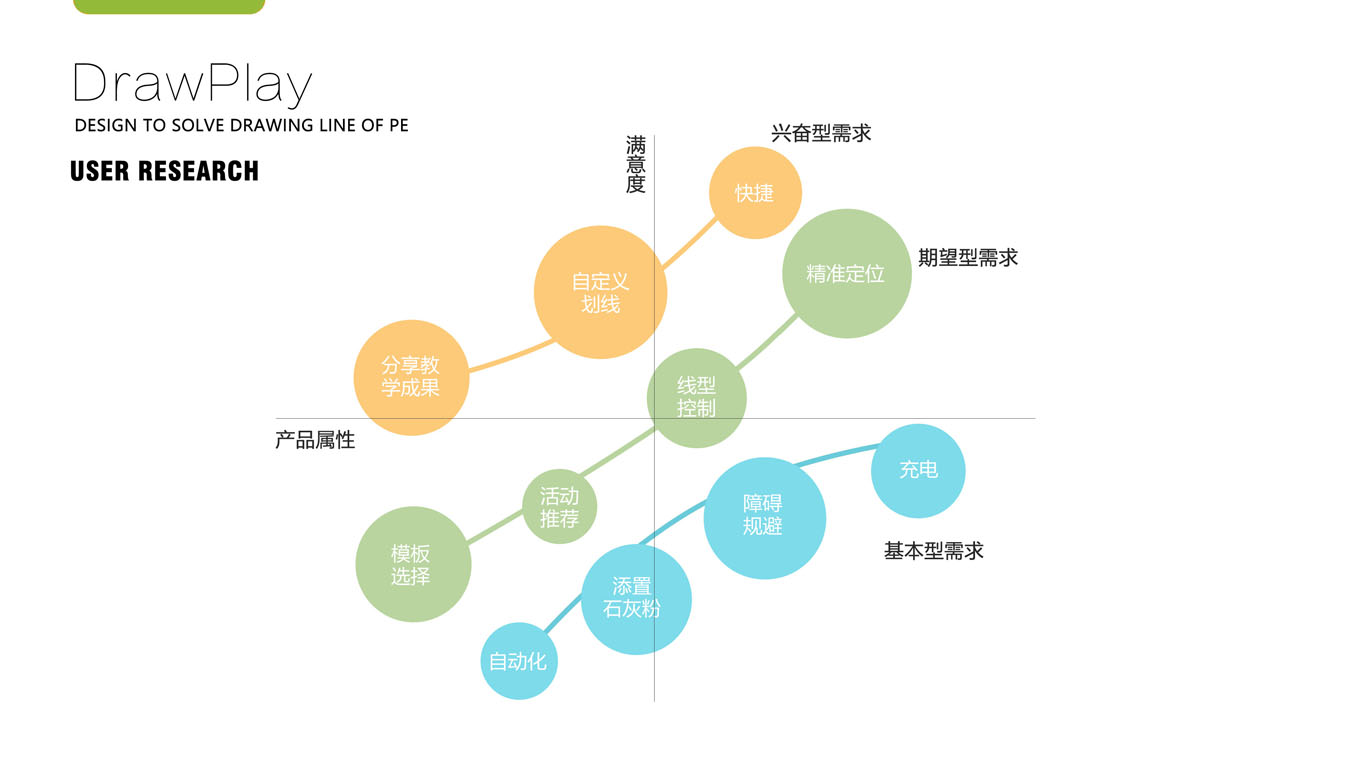 DrawPlay
DESIGN TO SOLVE DRAWING LINE OF PE
USER RESEARCH
满意度
兴奋型需求
快捷
期望型需求
精准定位
自定义
划线
分享教
学成果
线型
控制
产品属性
充电
活动
推荐
障碍
规避
基本型需求
模板
选择
添置
石灰粉
自动化